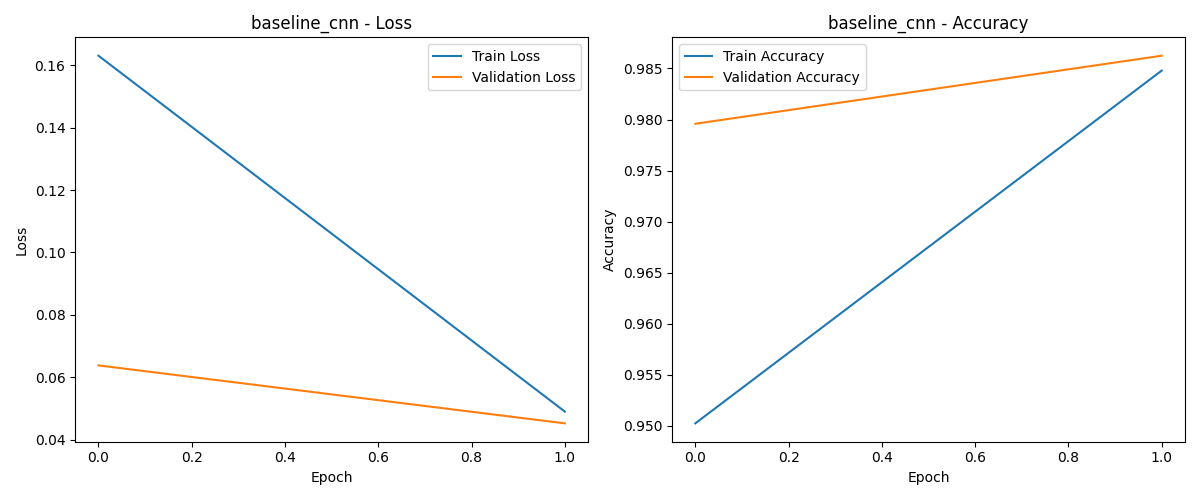 baseline_cnn - Loss
Train Loss
Validation Loss
0.16
0.14
0.12
0.10
0.08
0.06
0.04
Loss
0.0 0.2 0.4 0.6 0.8 1.0
Epoch
baseline_cnn - Accuracy
Train Accuracy
Validation Accuracy
0.985
0.980
0.975
0.970
0.965
0.960
0.955
0.950
Accuracy
0.0 0.2 0.4 0.6 0.8 1.0
Epoch